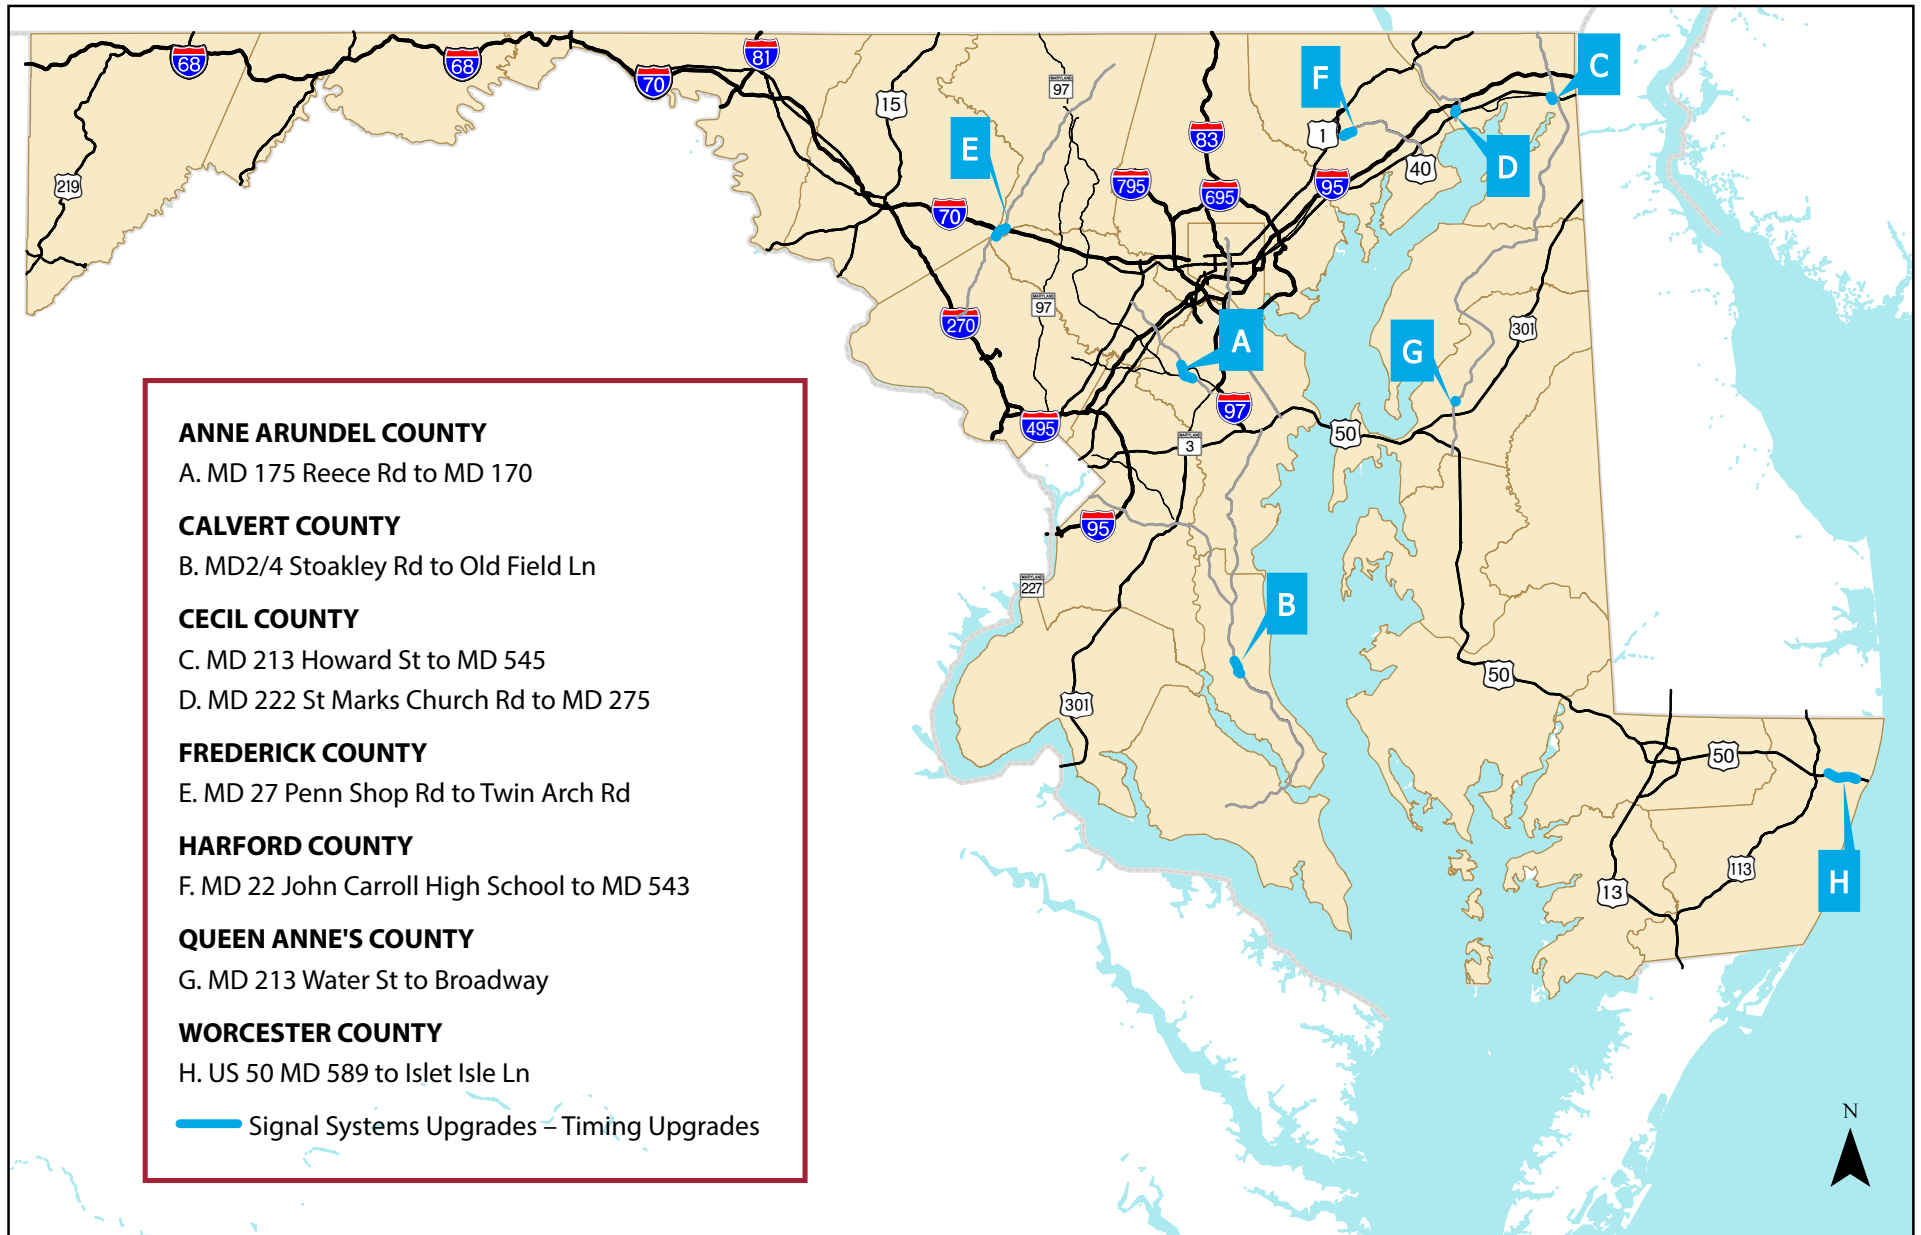 68
68
70
81
15
MARYLAND
97
83
F
1
C
219
E
70
795
695
95
40
D
270
MARYLAND
97
A
301
G
97
495
MARYLAND
3
50
95
MARYLAND
227
B
301
50
50
113
13
H
ANNE ARUNDEL COUNTY
A. MD 175 Reece Rd to MD 170
CALVERT COUNTY
B. MD2/4 Stoakley Rd to Old Field Ln
CECIL COUNTY
C. MD 213 Howard St to MD 545
D. MD 222 St Marks Church Rd to MD 275
FREDERICK COUNTY
E. MD 27 Penn Shop Rd to Twin Arch Rd
HARFORD COUNTY
F. MD 22 John Carroll High School to MD 543
QUEEN ANNE'S COUNTY
G. MD 213 Water St to Broadway
WORCESTER COUNTY
H. US 50 MD 589 to Islet Isle Ln
Signal Systems Upgrades – Timing Upgrades
N